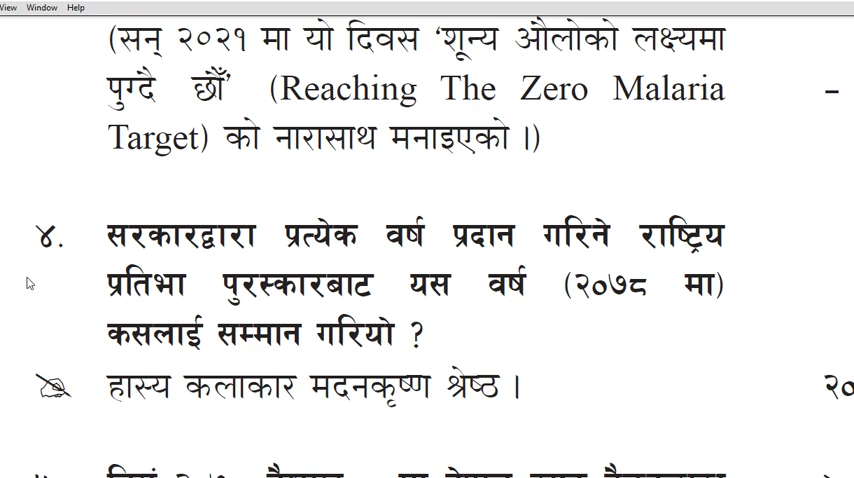 View Window Help
(सन् २०२१ मा यो दिवस ‘शून्य औलोको लक्ष्यमा
पुग्दै छौँ’ (Reaching The Zero Malaria
Target) को नारासाथ मनाइएको ।)
४. सरकारद्वारा प्रत्येक वर्ष प्रदान गरिने राष्ट्रिय
प्रतिभा पुरस्कारबाट यस वर्ष (२०७८ मा)
कसलाई सम्मान गरियो ?
हास्य कलाकार मदनकृष्ण श्रेष्ठ ।